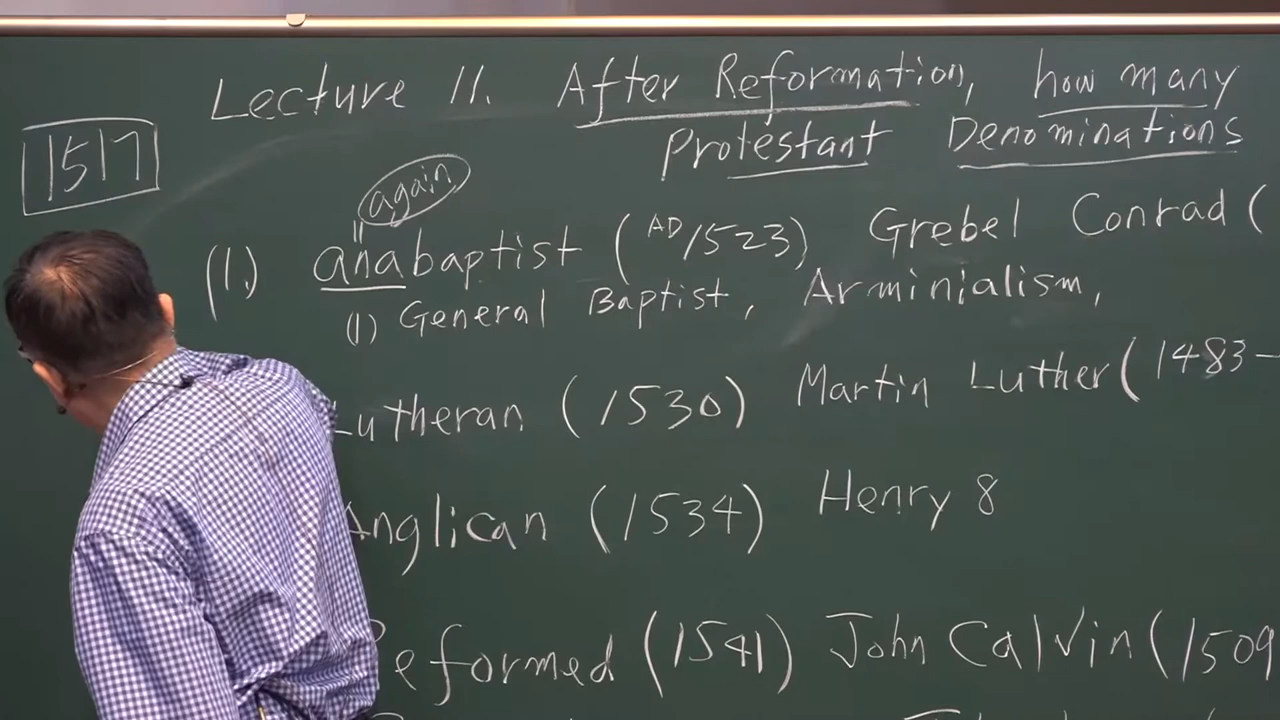 Lecture 11. After Reformation, how many
Protestant Denominations
1517
again
(1.) anabaptist (AD 1523) Grebel Conrad (
(1) General Baptist, Arminialism,
Lutheran (1530) Martin Luther (1483-
Anglican (1534) Henry 8
Reformed (1541) John Calvin (1509